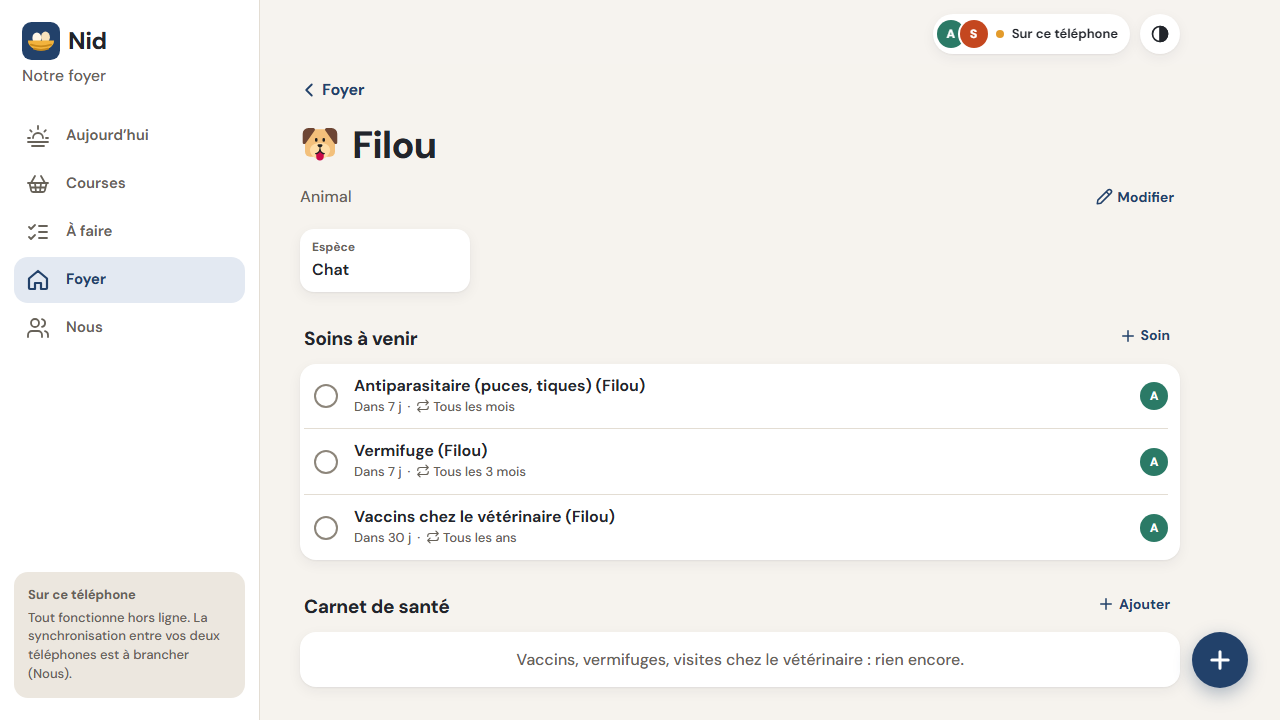 Nid
Notre foyer
Aujourd’hui
Courses
À faire
Foyer
Nous
Sur ce téléphone
Tout fonctionne hors ligne. La
synchronisation entre vos deux
téléphones est à brancher
(Nous).
A S Sur ce téléphone
Foyer
Filou
Animal
Modifier
Espèce
Chat
Soins à venir
Soin
Antiparasitaire (puces, tiques) (Filou)
Dans 7 j · Tous les mois
A
Vermifuge (Filou)
Dans 7 j · Tous les 3 mois
A
Vaccins chez le vétérinaire (Filou)
Dans 30 j · Tous les ans
A
Carnet de santé
Ajouter
Vaccins, vermifuges, visites chez le vétérinaire : rien encore.